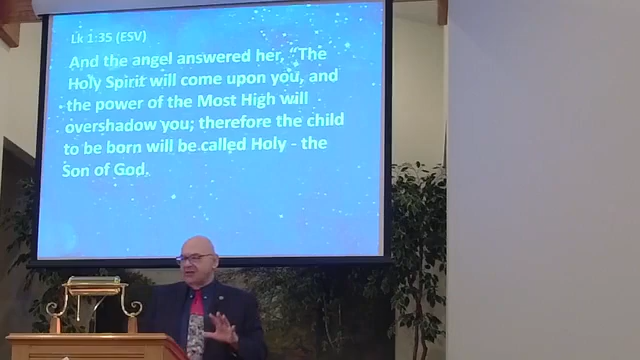 Lk 1:35 (ESV)
And the angel answered her, "The
Holy Spirit will come upon you, and
the power of the Most High will
overshadow you; therefore the child
to be born will be called Holy - the
Son of God.